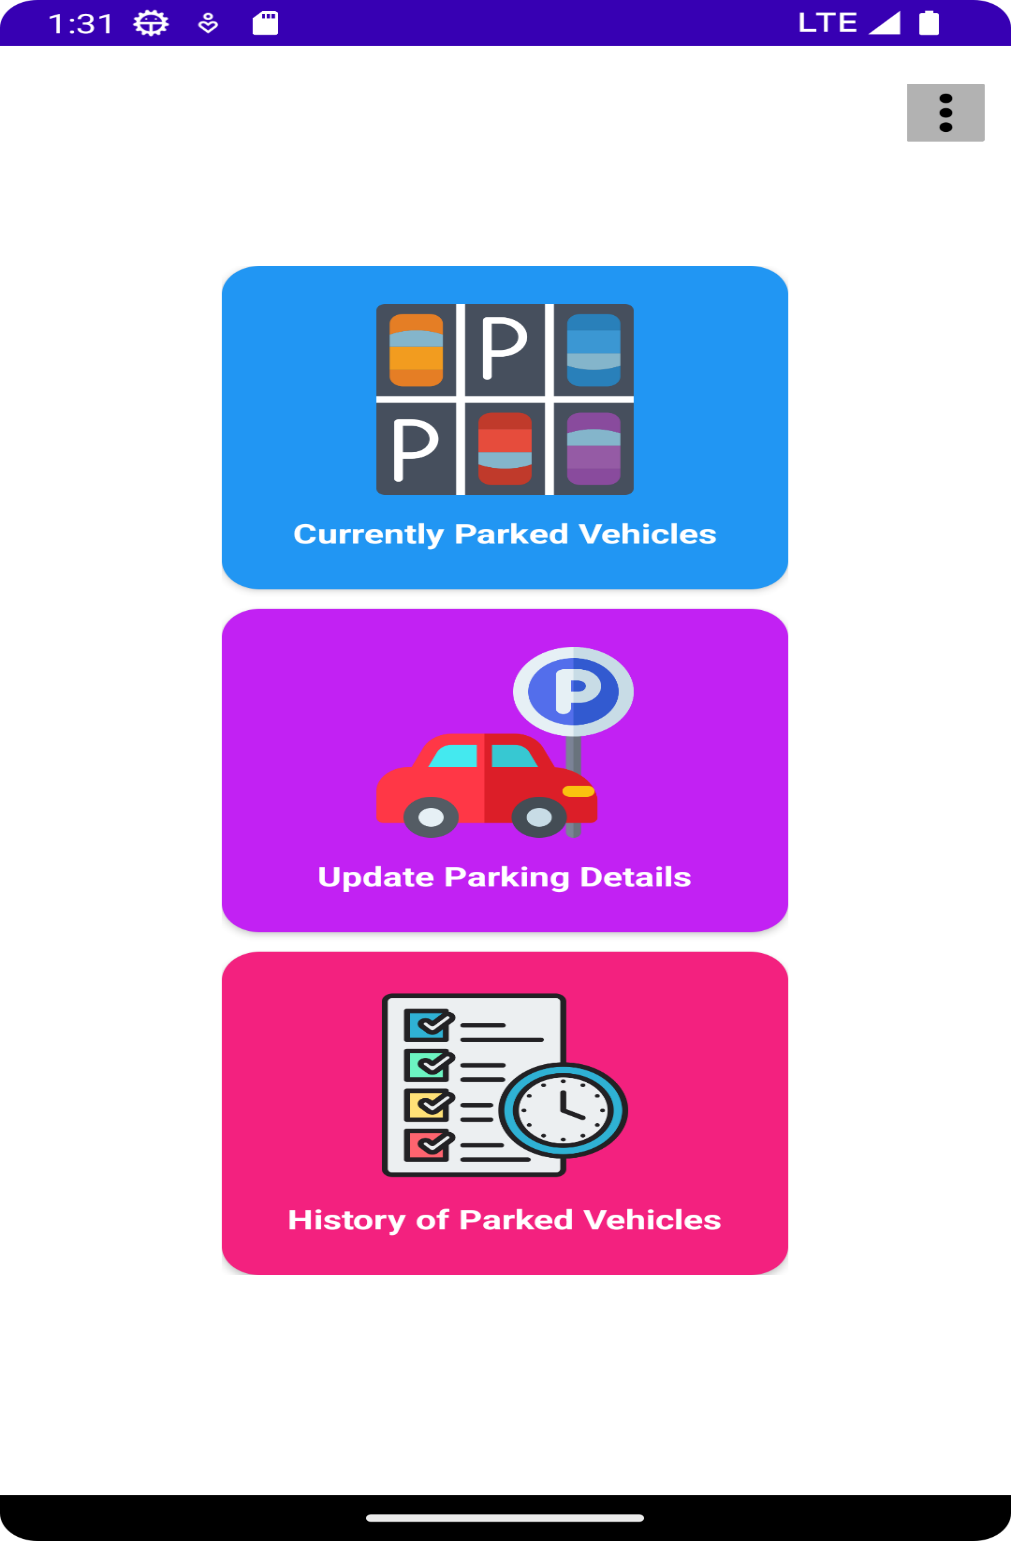 1:31 LTE
P
P
Currently Parked Vehicles
P
Update Parking Details
History of Parked Vehicles